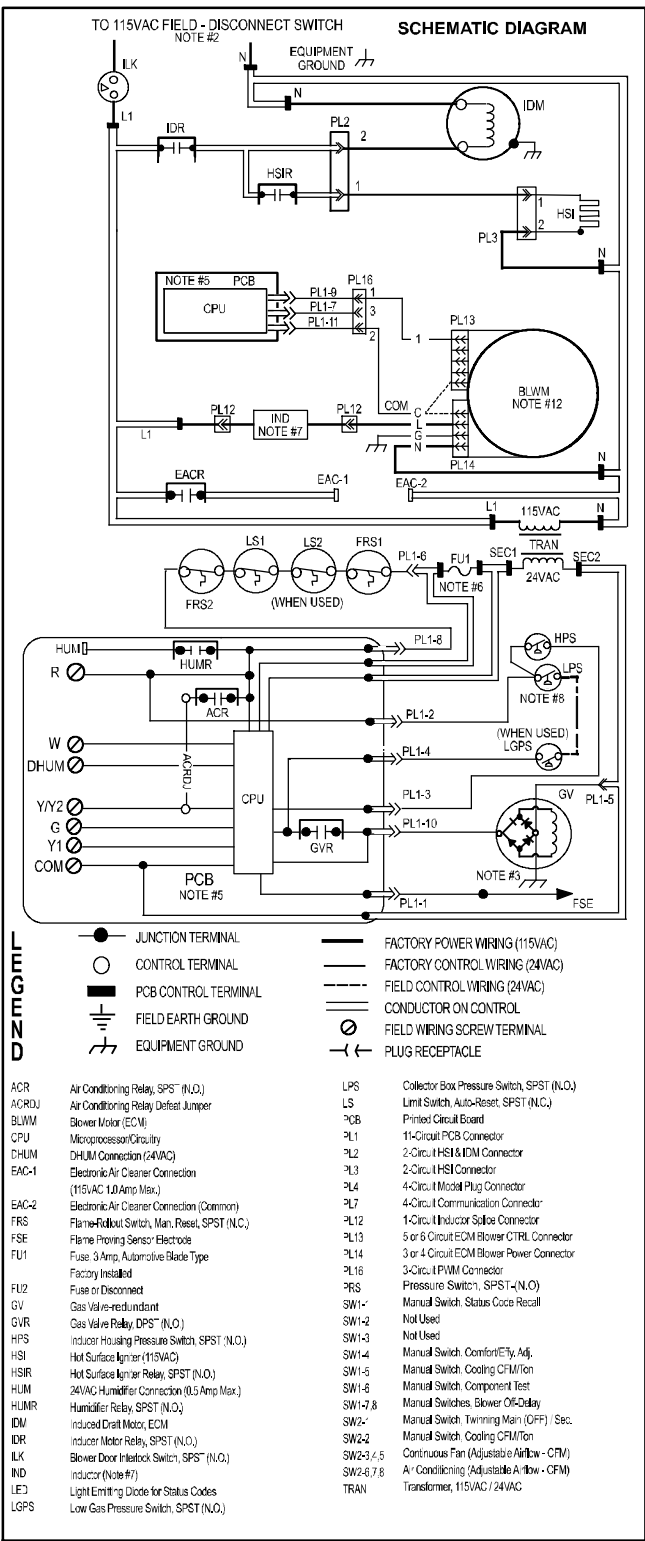 TO 115VAC FIELD - DISCONNECT SWITCH
NOTE #2
SCHEMATIC DIAGRAM
EQUIPMENT
GROUND
ILK
N
N
L1
IDM
PL2
IDR
2
HSIR
1
1
HSI
2
PL3
N
NOTE #5 PCB
CPU
PL16
PL1-9
1
PL1-7
3
PL1-11
2
PL13
1
BLWM
NOTE #12
COM
C
L
G
N
PL14
N
PL12
IND
NOTE #7
PL12
L1
EACR
EAC-1
EAC-2
L1
115VAC
N
TRAN
24VAC
SEC1
SEC2
LS1
LS2
FRS1
PL1-6
FU1
NOTE #6
FRS2
(WHEN USED)
HUM
HUMR
PL1-8
R
ACR
HPS
LPS
NOTE #8
PL1-2
(WHEN USED)
LGPS
W
DHUM
ACRDJ
CPU
PL1-4
Y/Y2
PL1-3
GV
PL1-5
G
Y1
GVR
PL1-10
COM
PCB
NOTE #5
NOTE #3
PL1-1
FSE
LEGEND
JUNCTION TERMINAL
CONTROL TERMINAL
PCB CONTROL TERMINAL
FIELD EARTH GROUND
EQUIPMENT GROUND
FACTORY POWER WIRING (115VAC)
FACTORY CONTROL WIRING (24VAC)
FIELD CONTROL WIRING (24VAC)
CONDUCTOR ON CONTROL
FIELD WIRING SCREW TERMINAL
PLUG RECEPTACLE
ACR Air Conditioning Relay, SPST (N.O.)
ACRDJ Air Conditioning Relay Defeat Jumper
BLWM Blower Motor (ECM)
CPU Microprocessor/Circuitry
DHUM DHUM Connection (24VAC)
EAC-1 Electronic Air Cleaner Connection
(115VAC 1.0 Amp Max.)
EAC-2 Electronic Air Cleaner Connection (Common)
FRS Flame-Rollout Switch, Man. Reset, SPST (N.C.)
FSE Flame Proving Sensor Electrode
FU1 Fuse, 3 Amp, Automotive Blade Type
Factory Installed
FU2 Fuse or Disconnect
GV Gas Valve-redundant
GVR Gas Valve Relay, DPST (N.O.)
HPS Inducer Housing Pressure Switch, SPST (N.O.)
HSI Hot Surface Igniter (115VAC)
HSIR Hot Surface Igniter Relay, SPST (N.O.)
HUM 24VAC Humidifier Connection (0.5 Amp Max.)
HUMR Humidifier Relay, SPST (N.O.)
IDM Induced Draft Motor, ECM
IDR Inducer Motor Relay, SPST (N.O.)
ILK Blower Door Interlock Switch, SPST (N.O.)
IND Inductor (Note #7)
LED Light Emitting Diode for Status Codes
LGPS Low Gas Pressure Switch, SPST (N.O.)
LPS Collector Box Pressure Switch, SPST (N.O.)
LS Limit Switch, Auto-Reset, SPST (N.C.)
PCB Printed Circuit Board
PL1 11-Circuit PCB Connector
PL2 2-Circuit HSI & IDM Connector
PL3 2-Circuit HSI Connector
PL4 4-Circuit Model Plug Connector
PL7 4-Circuit Communication Connector
PL12 1-Circuit Inductor Splice Connector
PL13 5 or 6 Circuit ECM Blower CTRL Connector
PL14 3 or 4 Circuit ECM Blower Power Connector
PL16 3-Circuit PWM Connector
PRS Pressure Switch, SPST-(N.O)
SW1-1 Manual Switch, Status Code Recall
SW1-2 Not Used
SW1-3 Not Used
SW1-4 Manual Switch, Comfort/Effy. Adj.
SW1-5 Manual Switch, Cooling CFM/Ton
SW1-6 Manual Switch, Component Test
SW1-7,8 Manual Switches, Blower Off-Delay
SW2-1 Manual Switch, Twinning Main (OFF) / Sec.
SW2-2 Manual Switch, Cooling CFM/Ton
SW2-3,4,5 Continuous Fan (Adjustable Airflow - CFM)
SW2-6,7,8 Air Conditioning (Adjustable Airflow - CFM)
TRAN Transformer, 115VAC / 24VAC